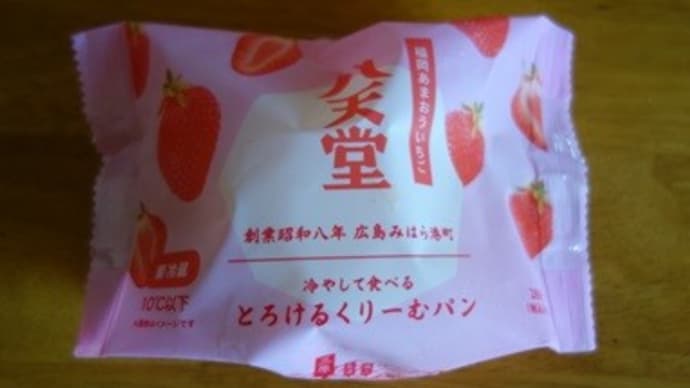 福岡あまおういちご
八天堂
創業昭和八年 広島みはら港町
冷やして食べる
とろけるくりーむパン
要冷蔵
10℃以下